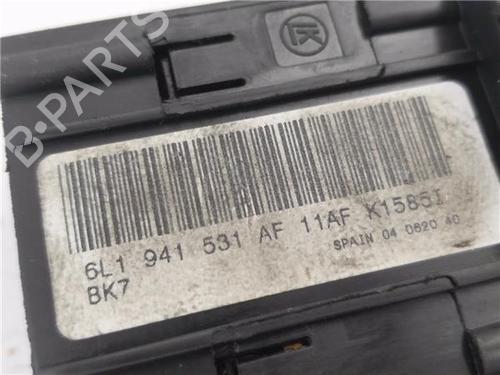 B-PARTS
6L1 941 531 AF 11AF K1585I
SPAIN 04 0620 40
BK7